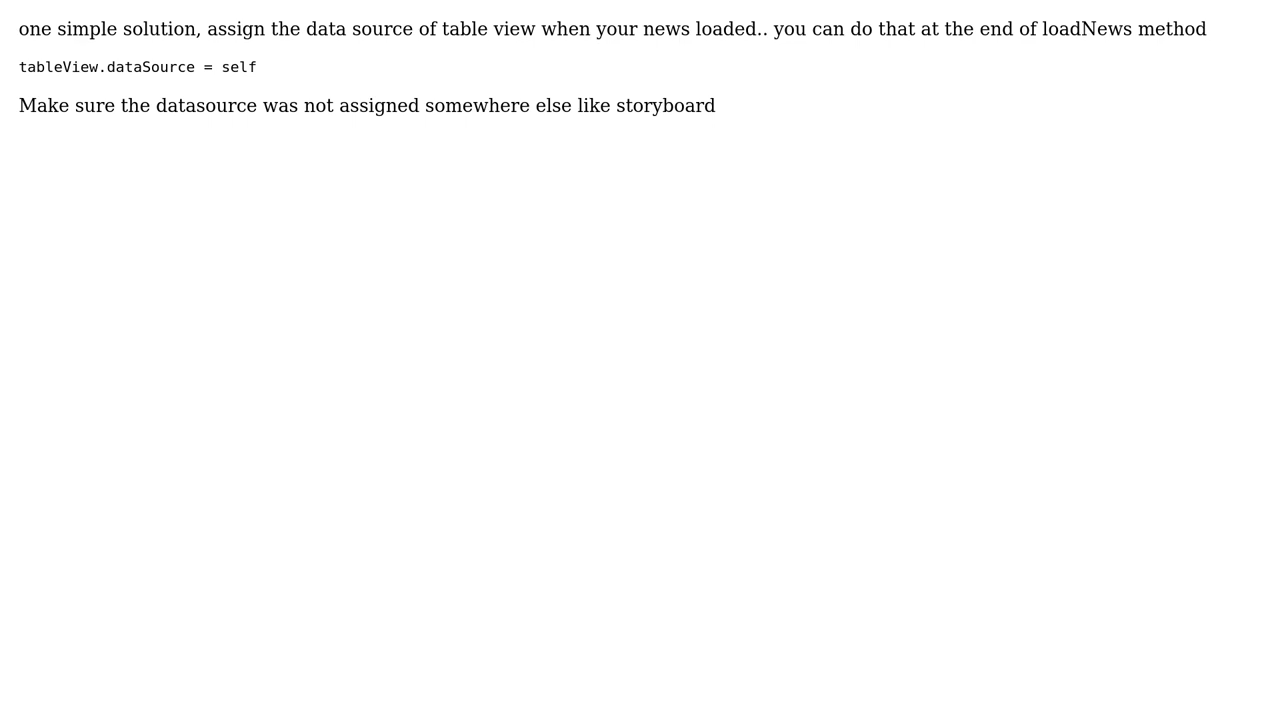 one simple solution, assign the data source of table view when your news loaded.. you can do that at the end of loadNews method
tableView.dataSource = self
Make sure the datasource was not assigned somewhere else like storyboard